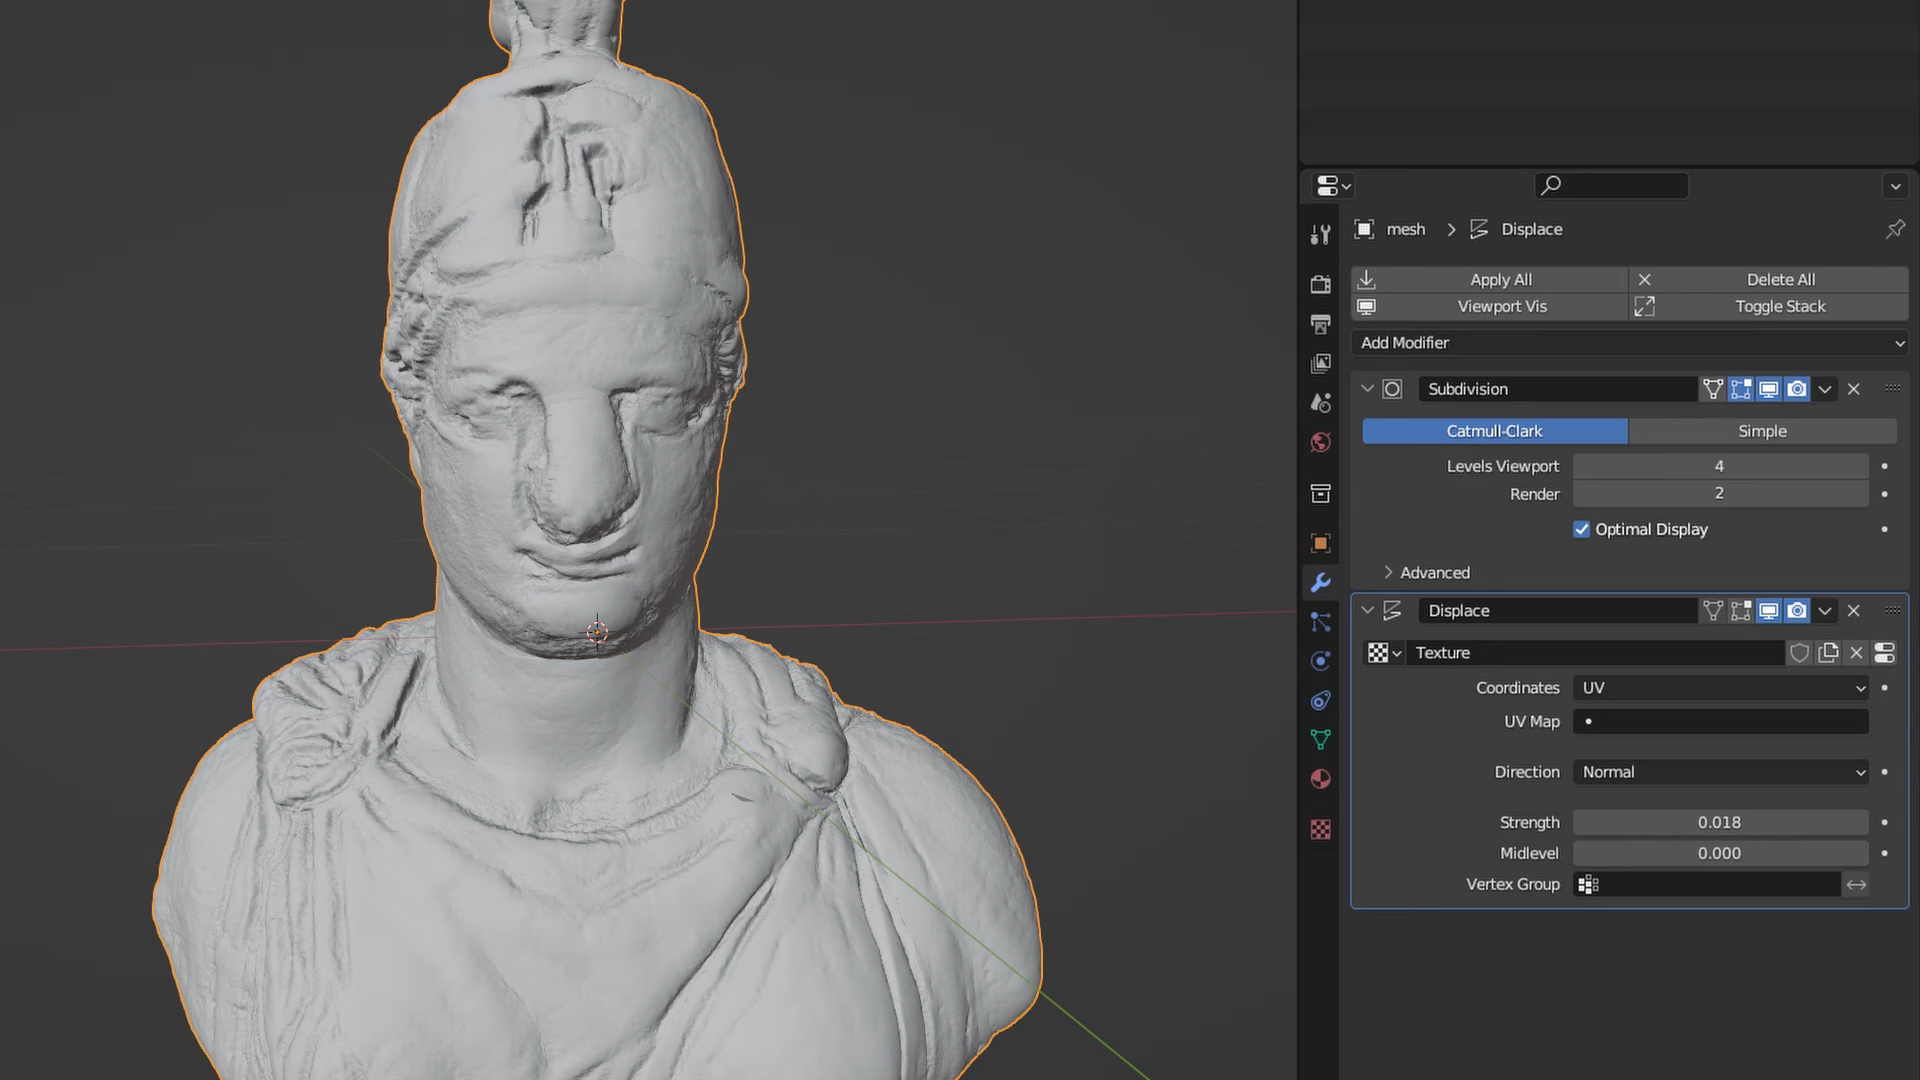 mesh > Displace
Apply All
Delete All
Viewport Vis
Toggle Stack
Add Modifier
Subdivision
Catmull-Clark
Simple
Levels Viewport 4
Render 2
Optimal Display
Advanced
Displace
Texture
Coordinates UV
UV Map
Direction Normal
Strength 0.018
Midlevel 0.000
Vertex Group